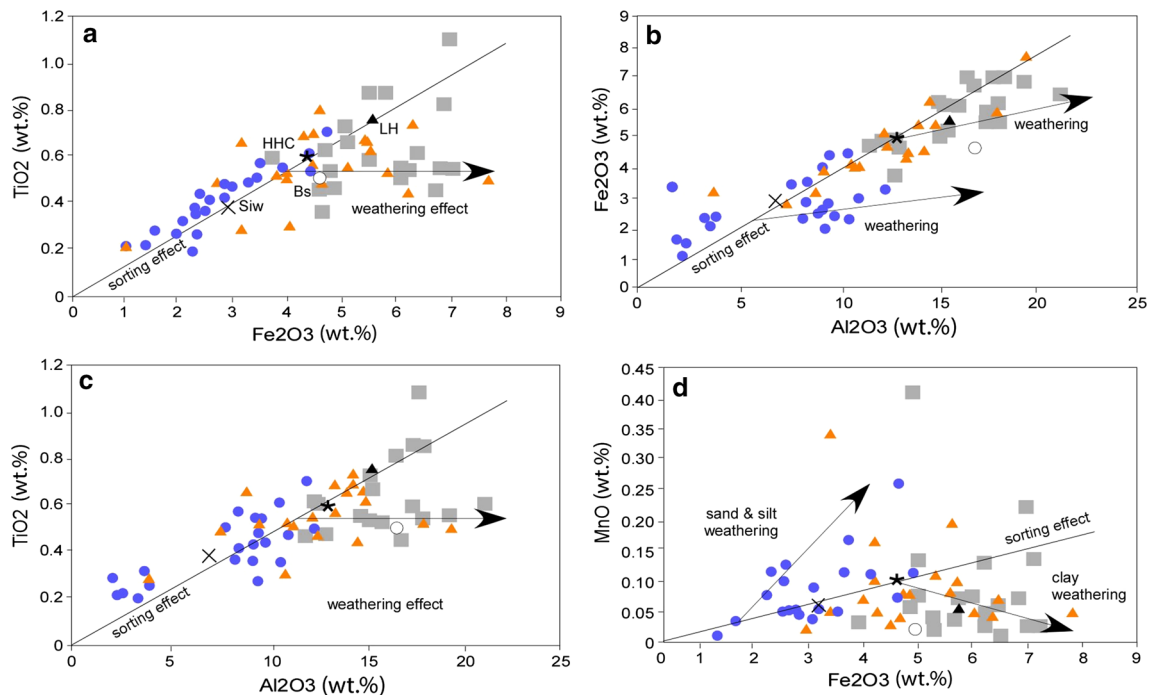 a
TiO2 (wt.%)
1.2
1.0
0.8
0.6
0.4
0.2
0
HHC
LH
Siw
Bs
weathering effect
sorting effect
1 2 3 4 5 6 7 8 9
Fe2O3 (wt.%)
b
Fe2O3 (wt.%)
9
8
7
6
5
4
3
2
1
0
weathering
weathering
sorting effect
0 5 10 15 20 25
Al2O3 (wt.%)
c
TiO2 (wt.%)
1.2
1.0
0.8
0.6
0.4
0.2
0
sorting effect
weathering effect
0 5 10 15 20 25
Al2O3 (wt.%)
d
MnO (wt.%)
0.45
0.40
0.35
0.30
0.25
0.20
0.15
0.10
0.05
0
sand & silt
weathering
sorting effect
clay
weathering
0 1 2 3 4 5 6 7 8 9
Fe2O3 (wt.%)